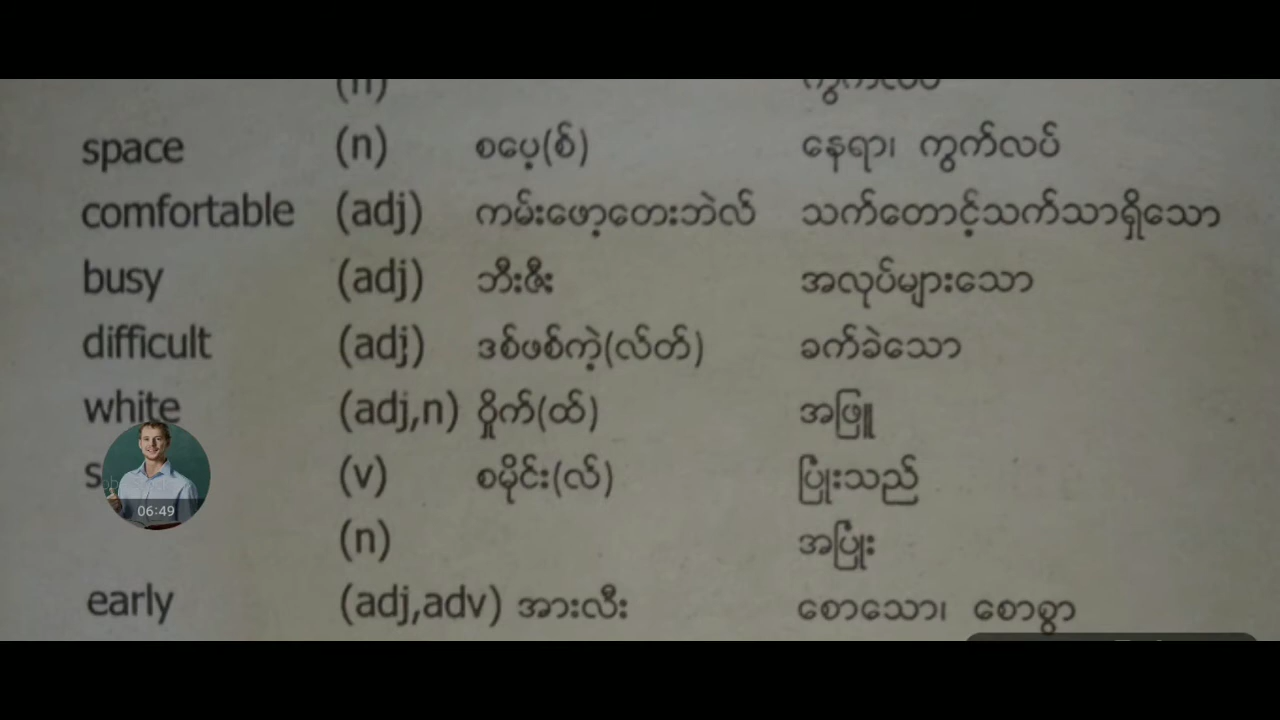 (n)
space (n) စပေ့(စ်) နေရာ၊ ကွက်လပ်
comfortable (adj) ကမ်းဖော့တေးဘဲလ် သက်တောင့်သက်သာရှိသော
busy (adj) ဘီးဇီး အလုပ်များသော
difficult (adj) ဒစ်ဖစ်ကဲ့(လ်တ်) ခက်ခဲသော
white (adj,n) ဝှိုက်(ထ်) အဖြူ
(v) စမိုင်း(လ်) ပြုံးသည်
06:49
(n) အပြုံး
early (adj,adv) အားလီး စောသော၊ စောစွာ